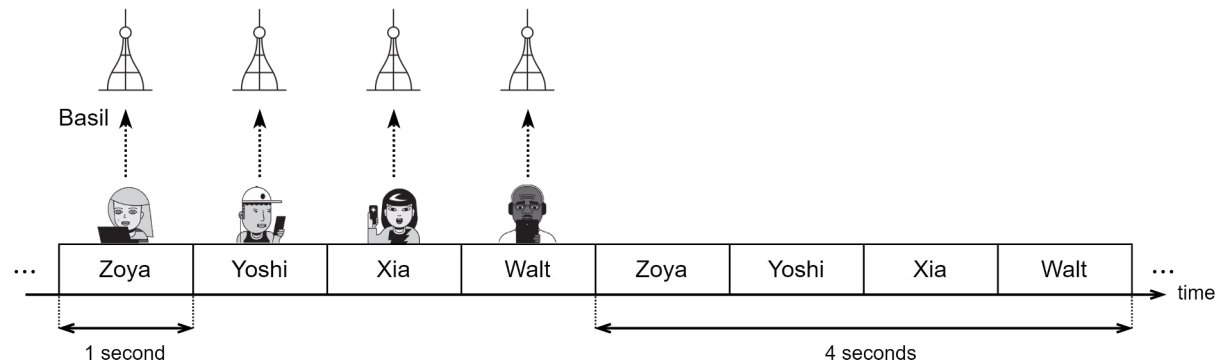 Basil
... Zoya Yoshi Xia Walt Zoya Yoshi Xia Walt ...
time
1 second 4 seconds